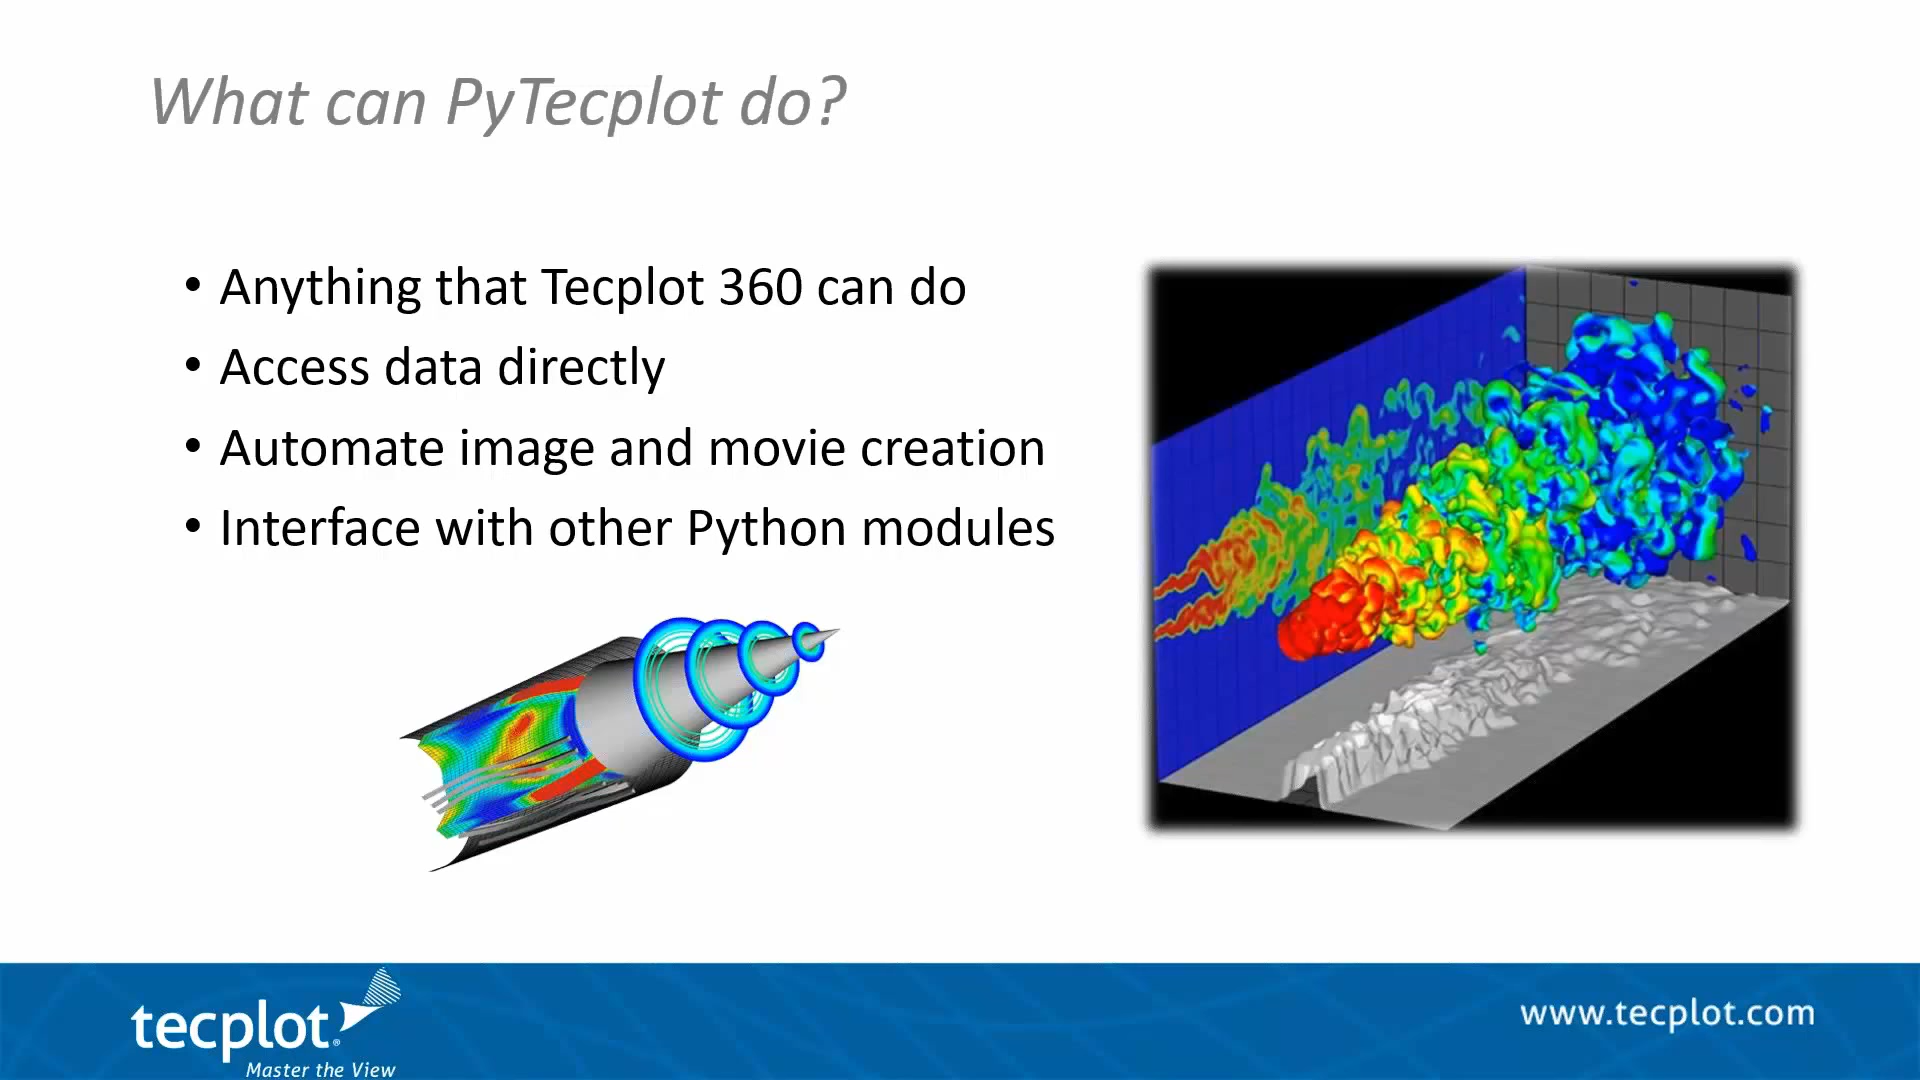 What can PyTecplot do?
• Anything that Tecplot 360 can do
• Access data directly
• Automate image and movie creation
• Interface with other Python modules
tecplot®
Master the View
www.tecplot.com